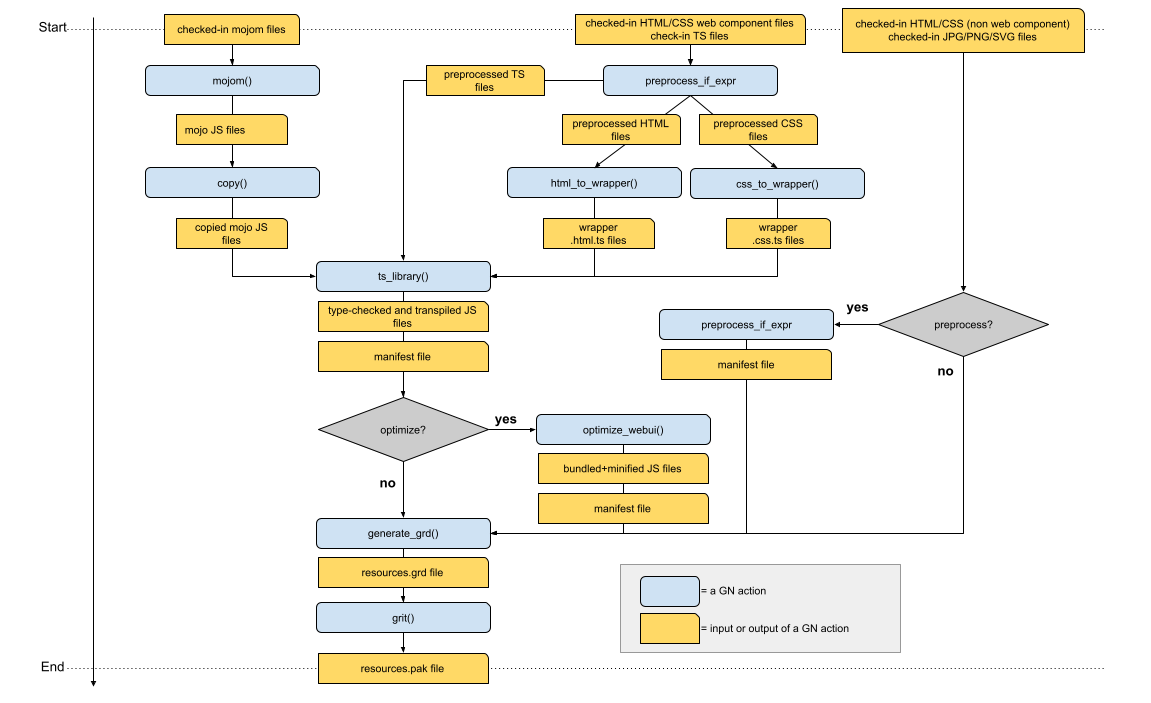 Start
checked-in mojom files
checked-in HTML/CSS web component files
check-in TS files
checked-in HTML/CSS (non web component)
checked-in JPG/PNG/SVG files
mojom()
preprocessed TS
files
preprocess_if_expr
mojo JS files
preprocessed HTML
files
preprocessed CSS
files
copy()
html_to_wrapper()
css_to_wrapper()
copied mojo JS
files
wrapper
.html.ts files
wrapper
.css.ts files
ts_library()
type-checked and transpiled JS
files
yes
preprocess_if_expr
preprocess?
manifest file
manifest file
no
optimize?
yes
optimize_webui()
bundled+minified JS files
no
manifest file
generate_grd()
resources.grd file
= a GN action
grit()
= input or output of a GN action
End
resources.pak file